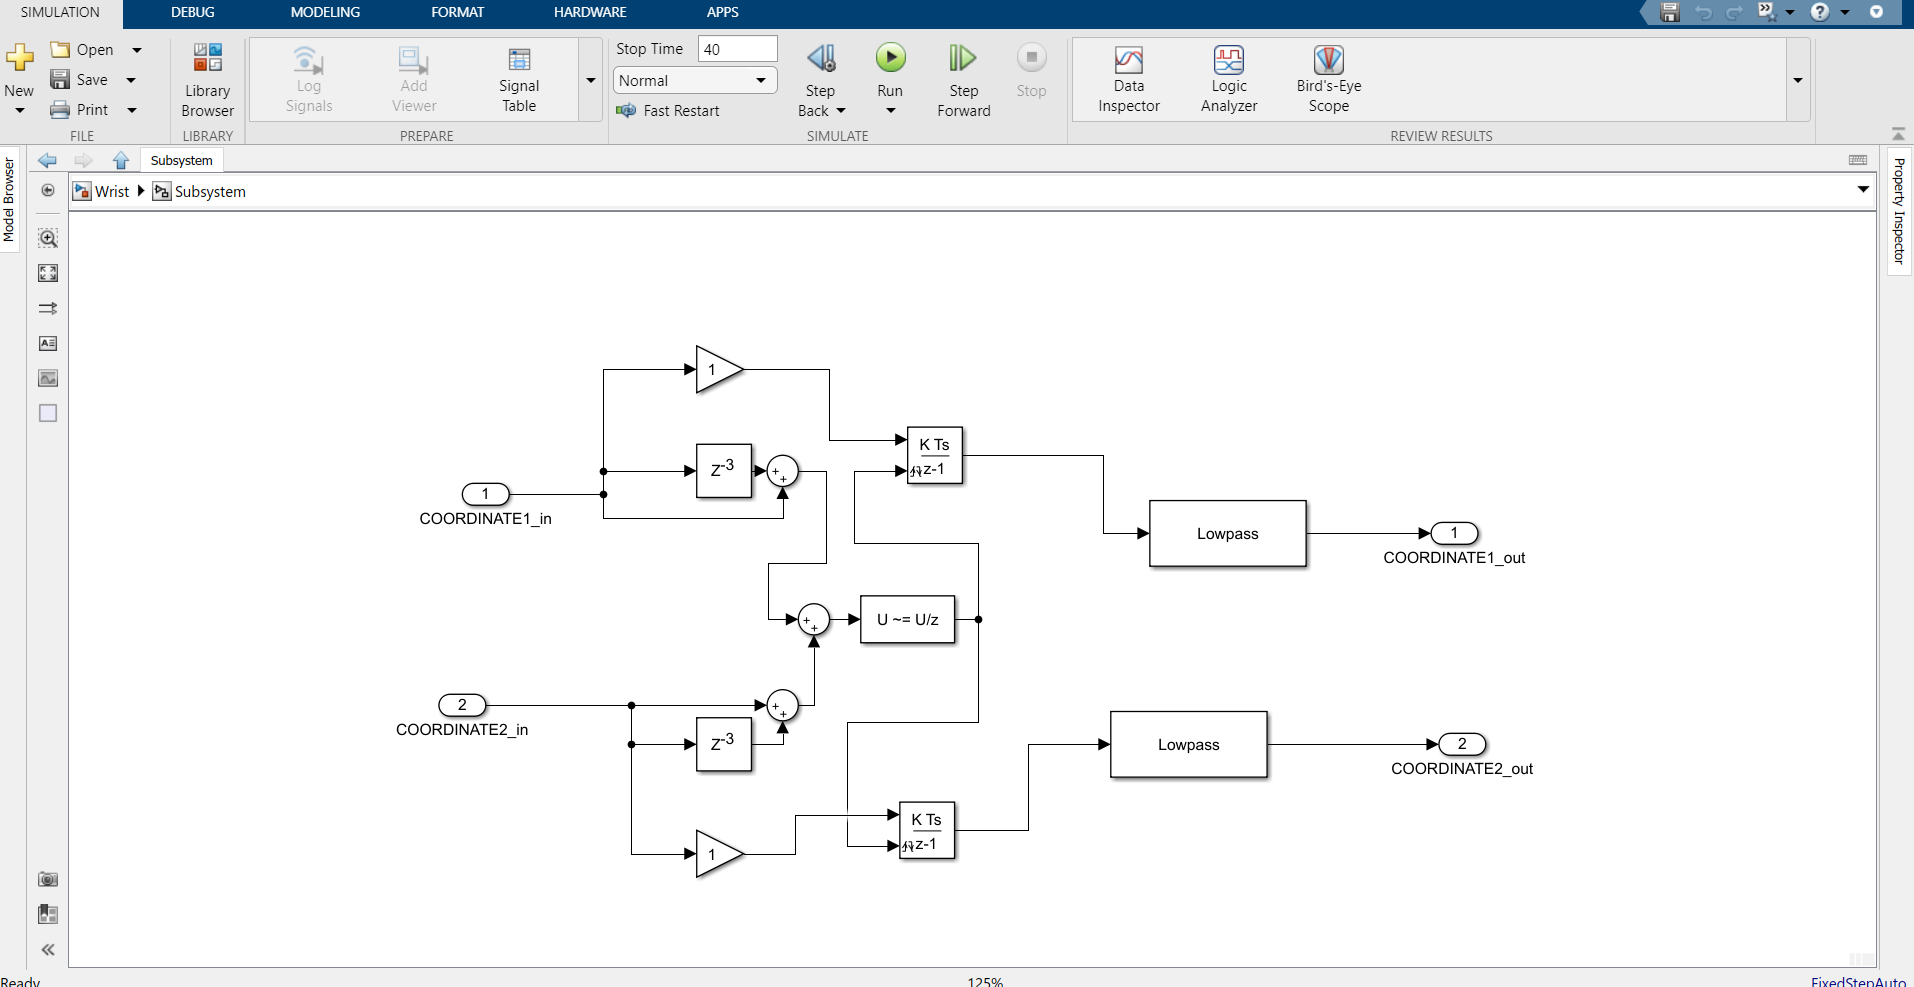 SIMULATION
DEBUG
MODELING
FORMAT
HARDWARE
APPS
New
Open
Save
Print
FILE
Library
Browser
LIBRARY
Log
Signals
Add
Viewer
Signal
Table
PREPARE
Stop Time 40
Normal
Fast Restart
Step
Back
Run
Step
Forward
Stop
SIMULATE
Data
Inspector
Logic
Analyzer
Bird's-Eye
Scope
REVIEW RESULTS
Model Browser
Subsystem
Wrist Subsystem
Property Inspector
1
K Ts
z-1
Z-3
+
+
1
COORDINATE1_in
Lowpass
1
COORDINATE1_out
+
+
U ~= U/z
2
COORDINATE2_in
+
+
Z-3
Lowpass
2
COORDINATE2_out
K Ts
z-1
1
Ready
125%
FixedStepAuto